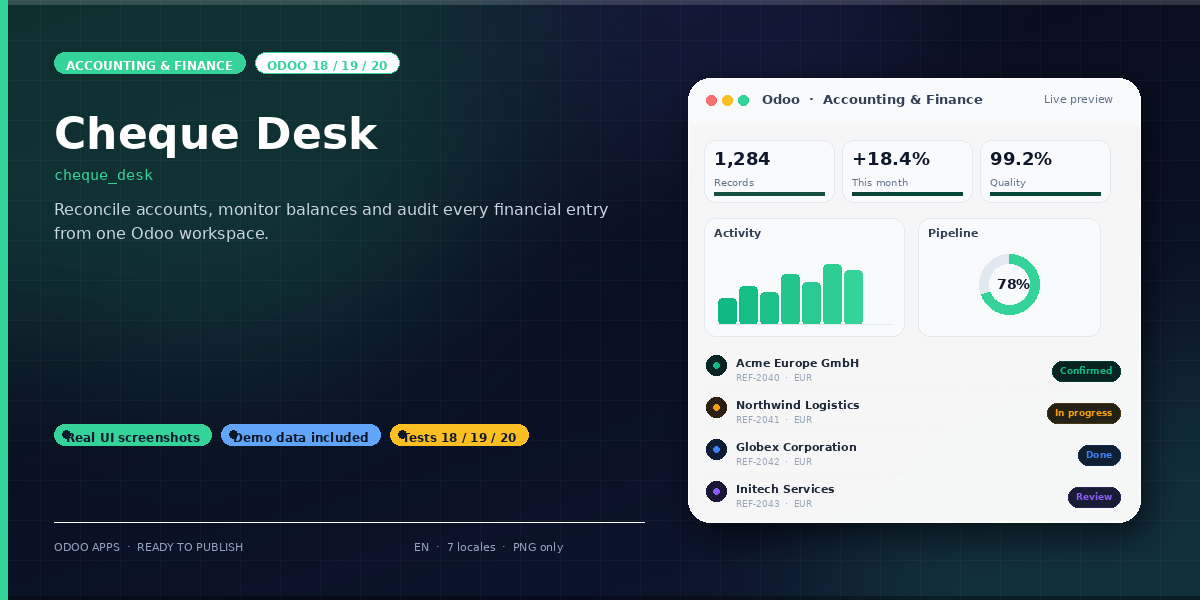 ACCOUNTING & FINANCE
ODOO 18 / 19 / 20
Cheque Desk
cheque_desk
Reconcile accounts, monitor balances and audit every financial entry
from one Odoo workspace.
Real UI screenshots
Demo data included
Tests 18 / 19 / 20
ODOO APPS · READY TO PUBLISH
EN · 7 locales · PNG only
Odoo · Accounting & Finance
Live preview
1,284
Records
+18.4%
This month
99.2%
Quality
Activity
Pipeline
78%
Acme Europe GmbH
REF-2040 · EUR
Confirmed
Northwind Logistics
REF-2041 · EUR
In progress
Globex Corporation
REF-2042 · EUR
Done
Initech Services
REF-2043 · EUR
Review